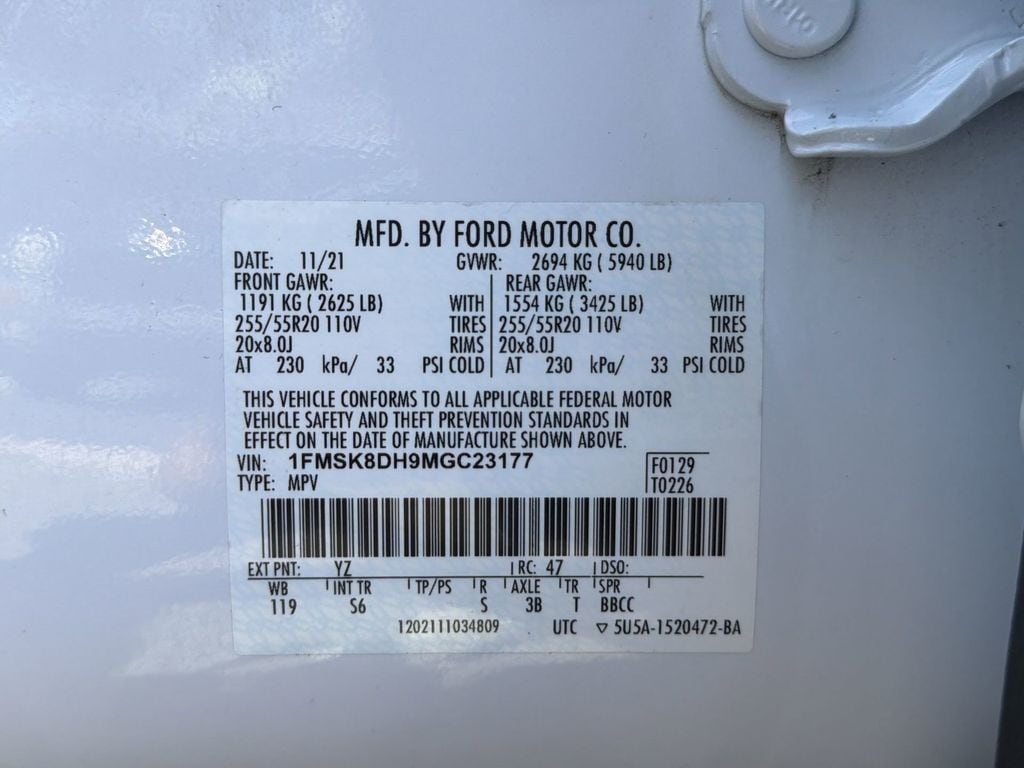 MFD. BY FORD MOTOR CO.
DATE: 11/21 GVWR: 2694 KG ( 5940 LB)
FRONT GAWR: REAR GAWR:
1191 KG ( 2625 LB) WITH 1554 KG ( 3425 LB) WITH
255/55R20 110V TIRES 255/55R20 110V TIRES
20x8.0J RIMS 20x8.0J RIMS
AT 230 kPa/ 33 PSI COLD AT 230 kPa/ 33 PSI COLD
THIS VEHICLE CONFORMS TO ALL APPLICABLE FEDERAL MOTOR
VEHICLE SAFETY AND THEFT PREVENTION STANDARDS IN
EFFECT ON THE DATE OF MANUFACTURE SHOWN ABOVE.
VIN: 1FMSK8DH9MGC23177 F0129
TYPE: MPV T0226
EXT PNT: YZ RC: 47 DSO:
WB INT TR TP/PS R AXLE TR SPR
119 S6 S 3B T BBCC
1202111034809 UTC ▽ 5U5A-1520472-BA